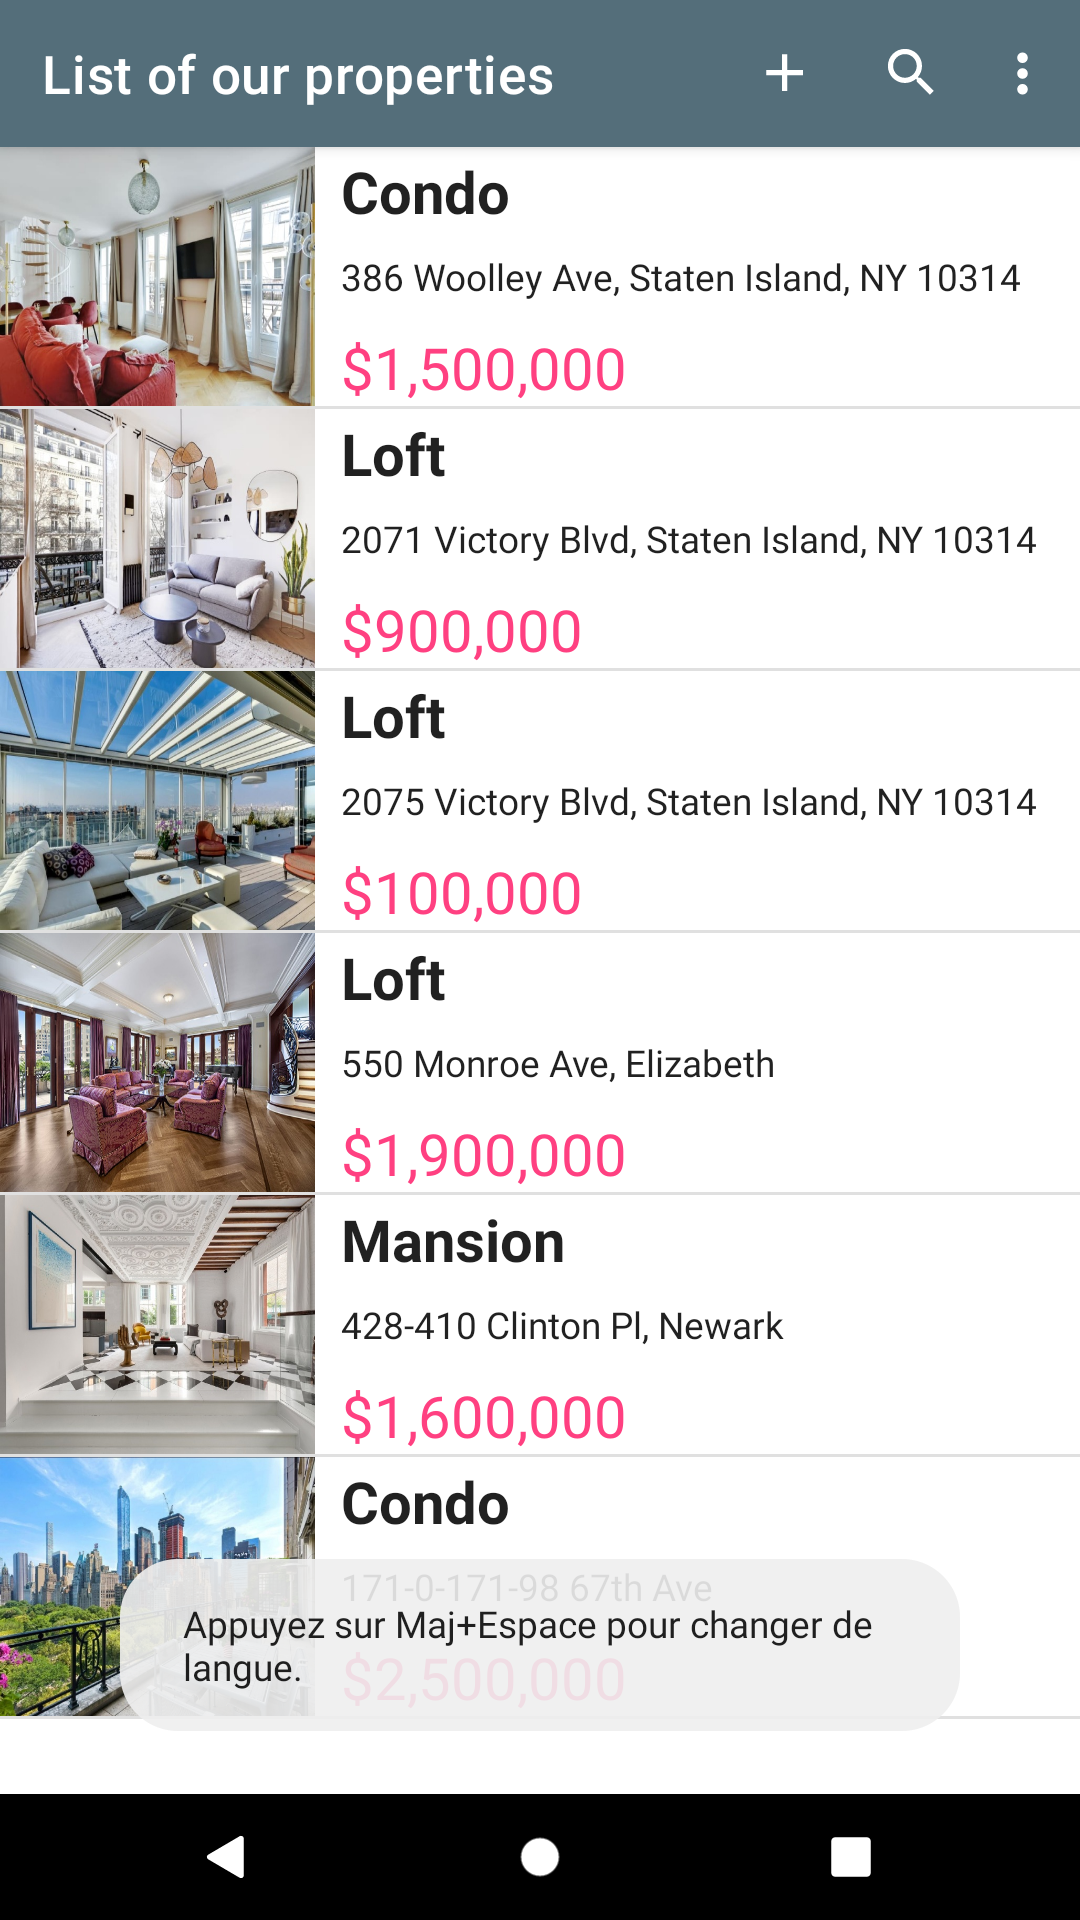 List of our properties
Condo
386 Woolley Ave, Staten Island, NY 10314
$1,500,000
Loft
2071 Victory Blvd, Staten Island, NY 10314
$900,000
Loft
2075 Victory Blvd, Staten Island, NY 10314
$100,000
Loft
550 Monroe Ave, Elizabeth
$1,900,000
Mansion
428-410 Clinton Pl, Newark
$1,600,000
Condo
171-0-171-98 67th Ave
Appuyez sur Maj+Espace pour changer de
langue.
$2,500,000